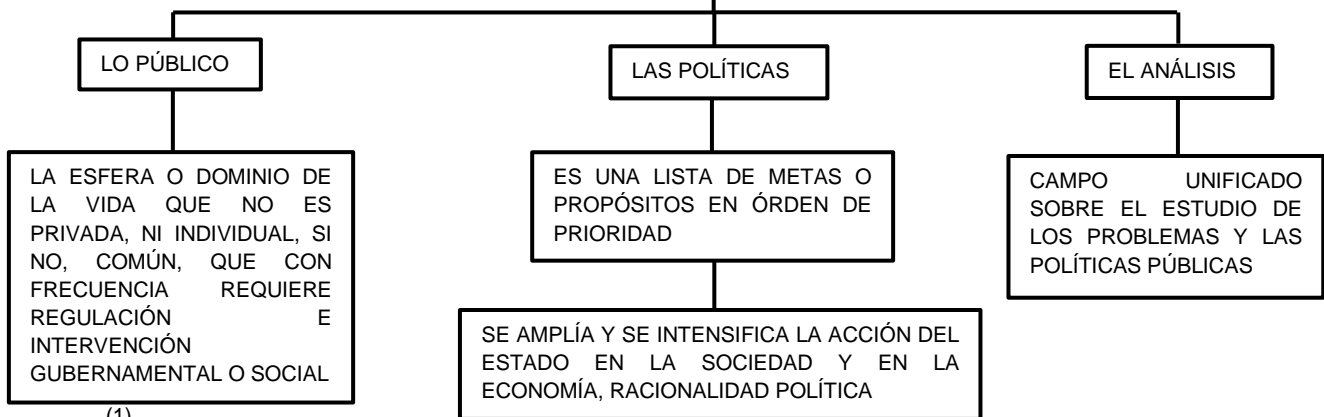 LO PÚBLICO
LAS POLÍTICAS
EL ANÁLISIS
LA ESFERA O DOMINIO DE
LA VIDA QUE NO ES
PRIVADA, NI INDIVIDUAL, SI
NO, COMÚN, QUE CON
FRECUENCIA REQUIERE
REGULACIÓN E
INTERVENCIÓN
GUBERNAMENTAL O SOCIAL
(1)
ES UNA LISTA DE METAS O
PROPÓSITOS EN ÓRDEN DE
PRIORIDAD
SE AMPLÍA Y SE INTENSIFICA LA ACCIÓN DEL
ESTADO EN LA SOCIEDAD Y EN LA
ECONOMÍA, RACIONALIDAD POLÍTICA
CAMPO UNIFICADO
SOBRE EL ESTUDIO DE
LOS PROBLEMAS Y LAS
POLÍTICAS PÚBLICAS